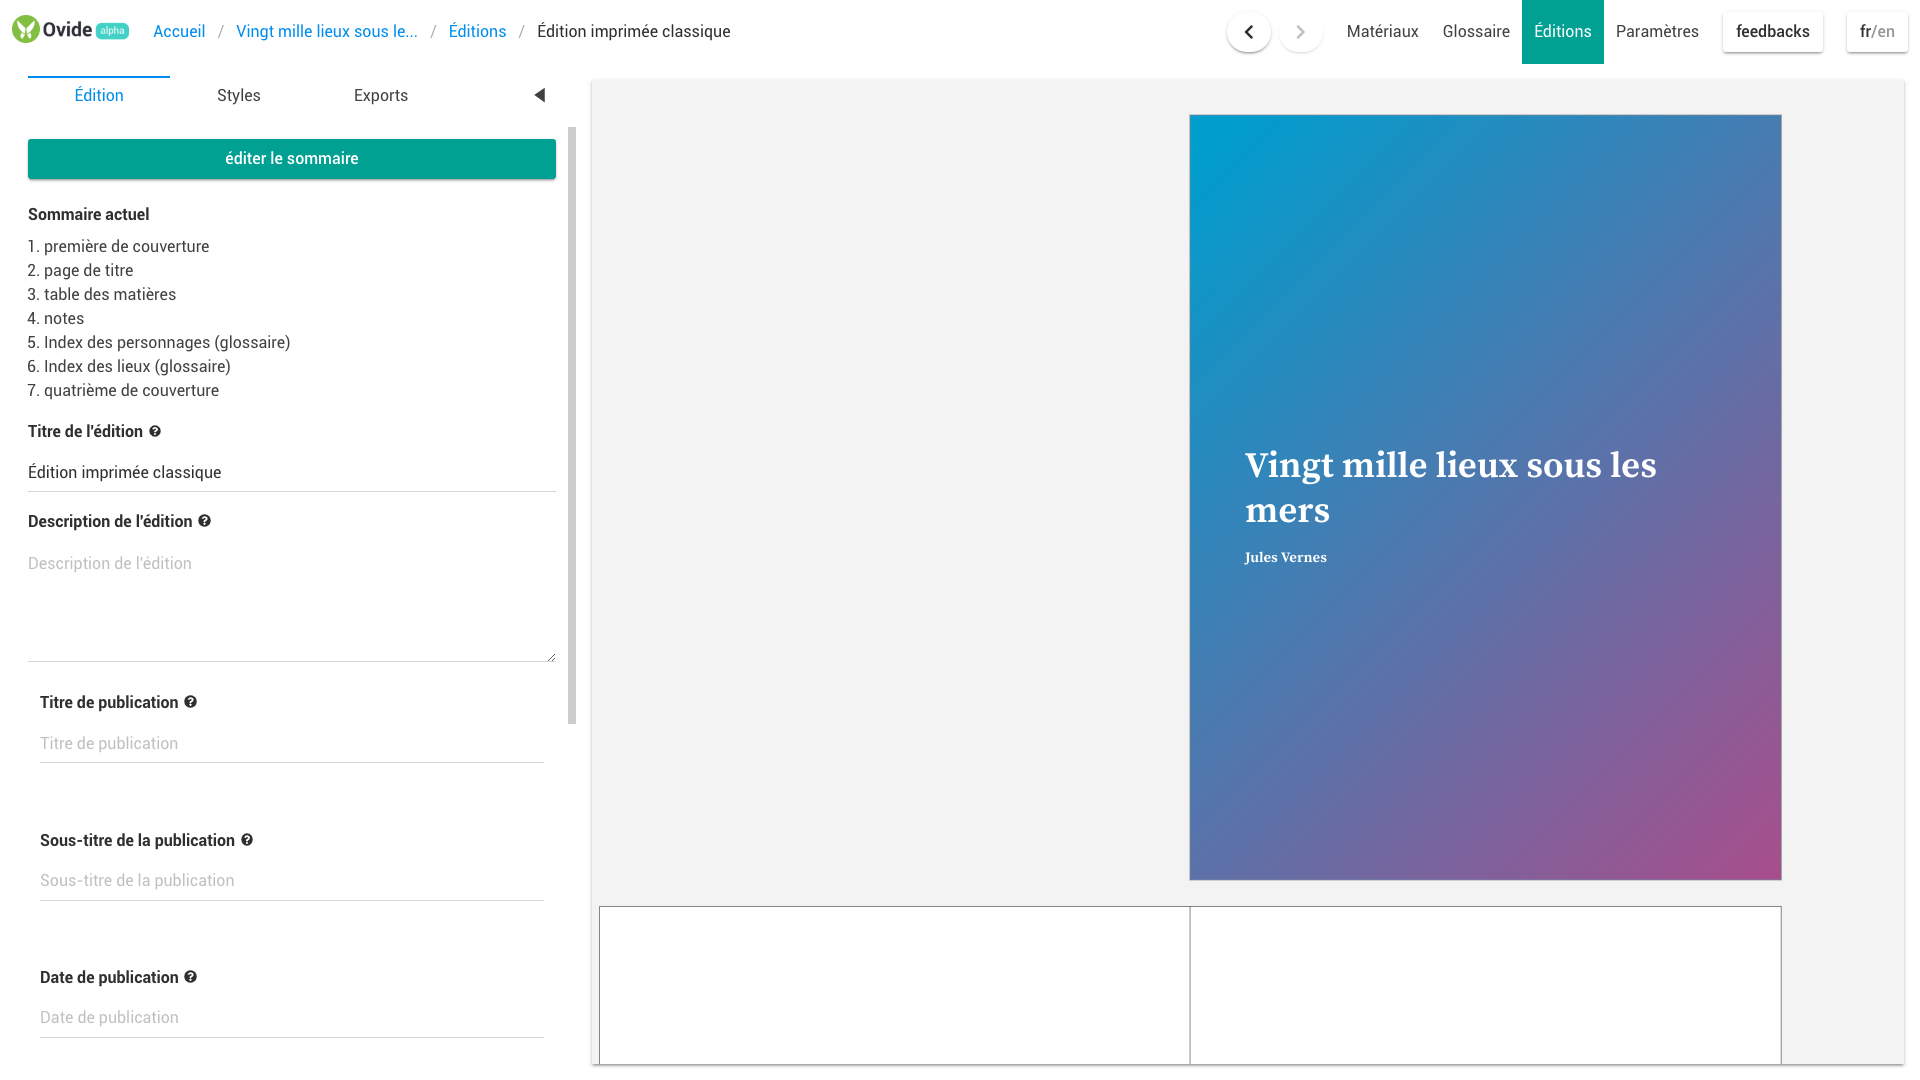 Ovide alpha
Accueil / Vingt mille lieux sous le... / Éditions / Édition imprimée classique
Matériaux Glossaire Éditions Paramètres feedbacks fr/en
Édition Styles Exports
éditer le sommaire
Sommaire actuel
1. première de couverture
2. page de titre
3. table des matières
4. notes
5. Index des personnages (glossaire)
6. Index des lieux (glossaire)
7. quatrième de couverture
Titre de l'édition
Édition imprimée classique
Description de l'édition
Description de l'édition
Titre de publication
Titre de publication
Sous-titre de la publication
Sous-titre de la publication
Date de publication
Date de publication
Vingt mille lieux sous les
mers
Jules Vernes